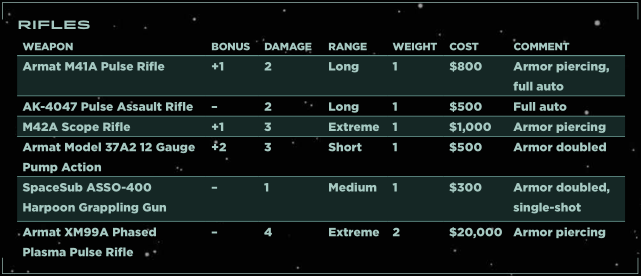 RIFLES
WEAPON BONUS DAMAGE RANGE WEIGHT COST COMMENT
Armat M41A Pulse Rifle +1 2 Long 1 $800 Armor piercing,
full auto
AK-4047 Pulse Assault Rifle – 2 Long 1 $500 Full auto
M42A Scope Rifle +1 3 Extreme 1 $1,000 Armor piercing
Armat Model 37A2 12 Gauge +2 3 Short 1 $500 Armor doubled
Pump Action
SpaceSub ASSO-400 – 1 Medium 1 $300 Armor doubled,
Harpoon Grappling Gun single-shot
Armat XM99A Phased – 4 Extreme 2 $20,000 Armor piercing
Plasma Pulse Rifle